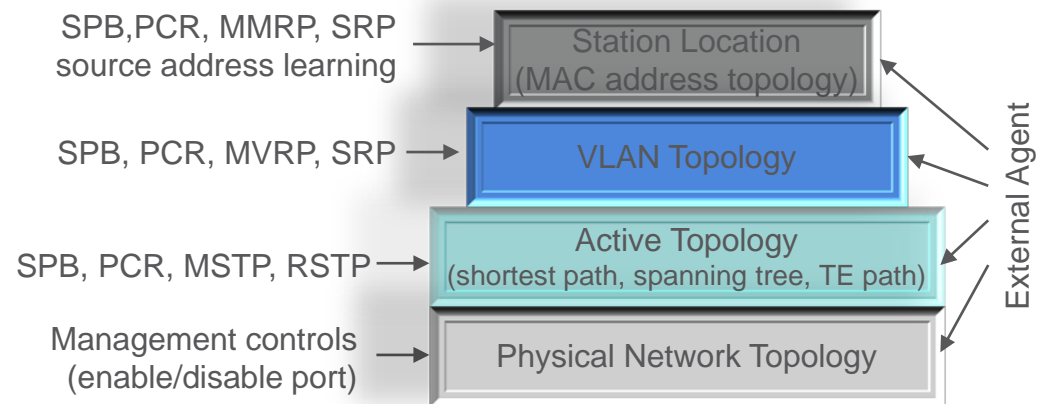 SPB,PCR, MMRP, SRP
source address learning
Station Location
(MAC address topology)
SPB, PCR, MVRP, SRP
VLAN Topology
SPB, PCR, MSTP, RSTP
Active Topology
(shortest path, spanning tree, TE path)
Management controls
(enable/disable port)
Physical Network Topology
External Agent